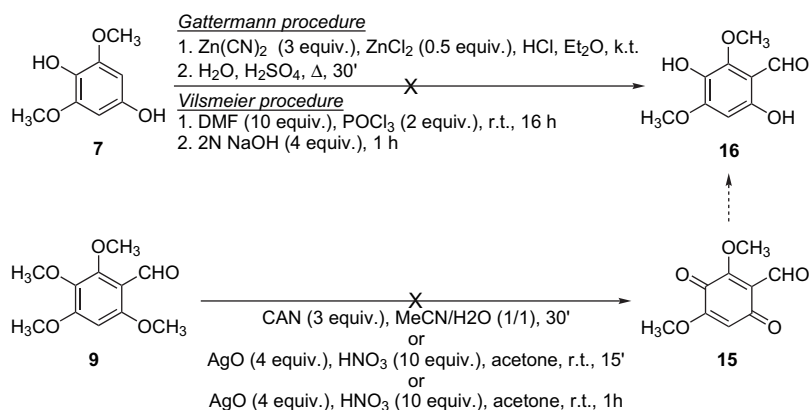 Gattermann procedure
1. Zn(CN)2 (3 equiv.), ZnCl2 (0.5 equiv.), HCl, Et2O, k.t.
2. H2O, H2SO4, Δ, 30'
X
Vilsmeier procedure
1. DMF (10 equiv.), POCl3 (2 equiv.), r.t., 16 h
2. 2N NaOH (4 equiv.), 1 h
OCH3
HO
H3CO
OH
7
OCH3
HO
CHO
H3CO
OH
16
OCH3
H3CO
CHO
H3CO
OCH3
9
X
CAN (3 equiv.), MeCN/H2O (1/1), 30'
or
AgO (4 equiv.), HNO3 (10 equiv.), acetone, r.t., 15'
or
AgO (4 equiv.), HNO3 (10 equiv.), acetone, r.t., 1h
OCH3
O
CHO
H3CO
O
15